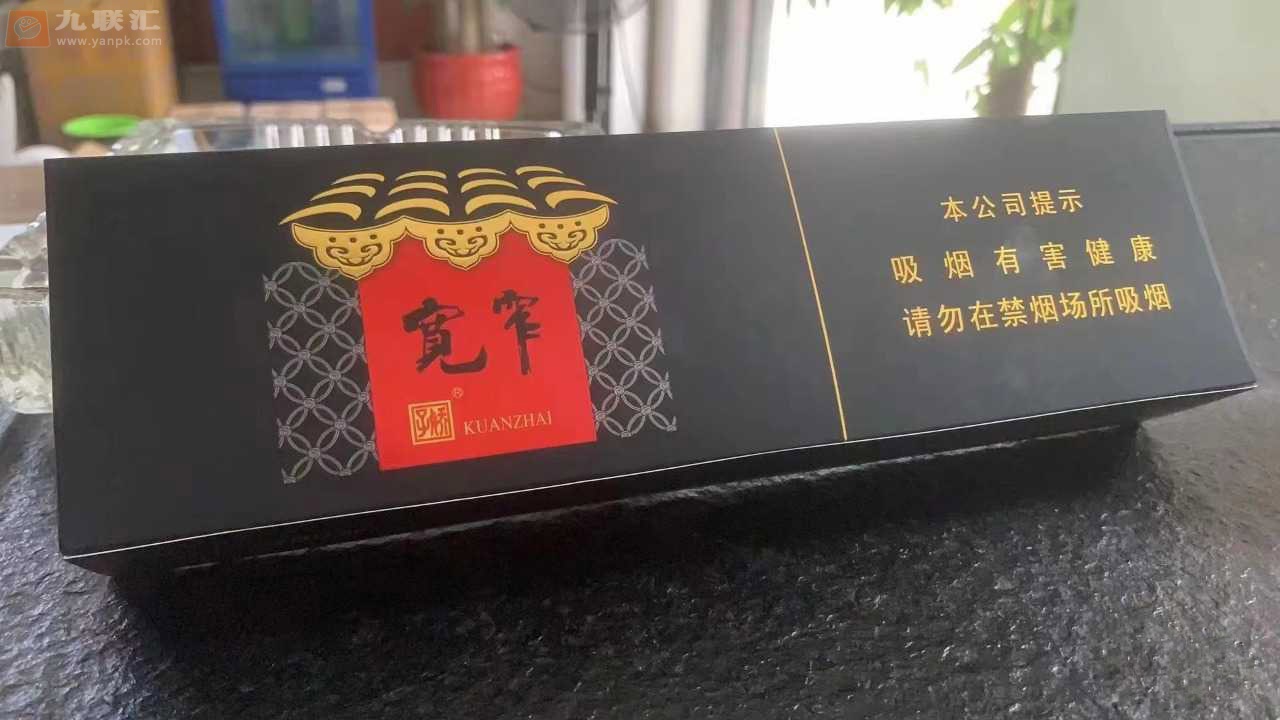 九联汇
www.yanpk.com
寬窄
®
KUANZHAI
本公司提示
吸烟有害健康
请勿在禁烟场所吸烟